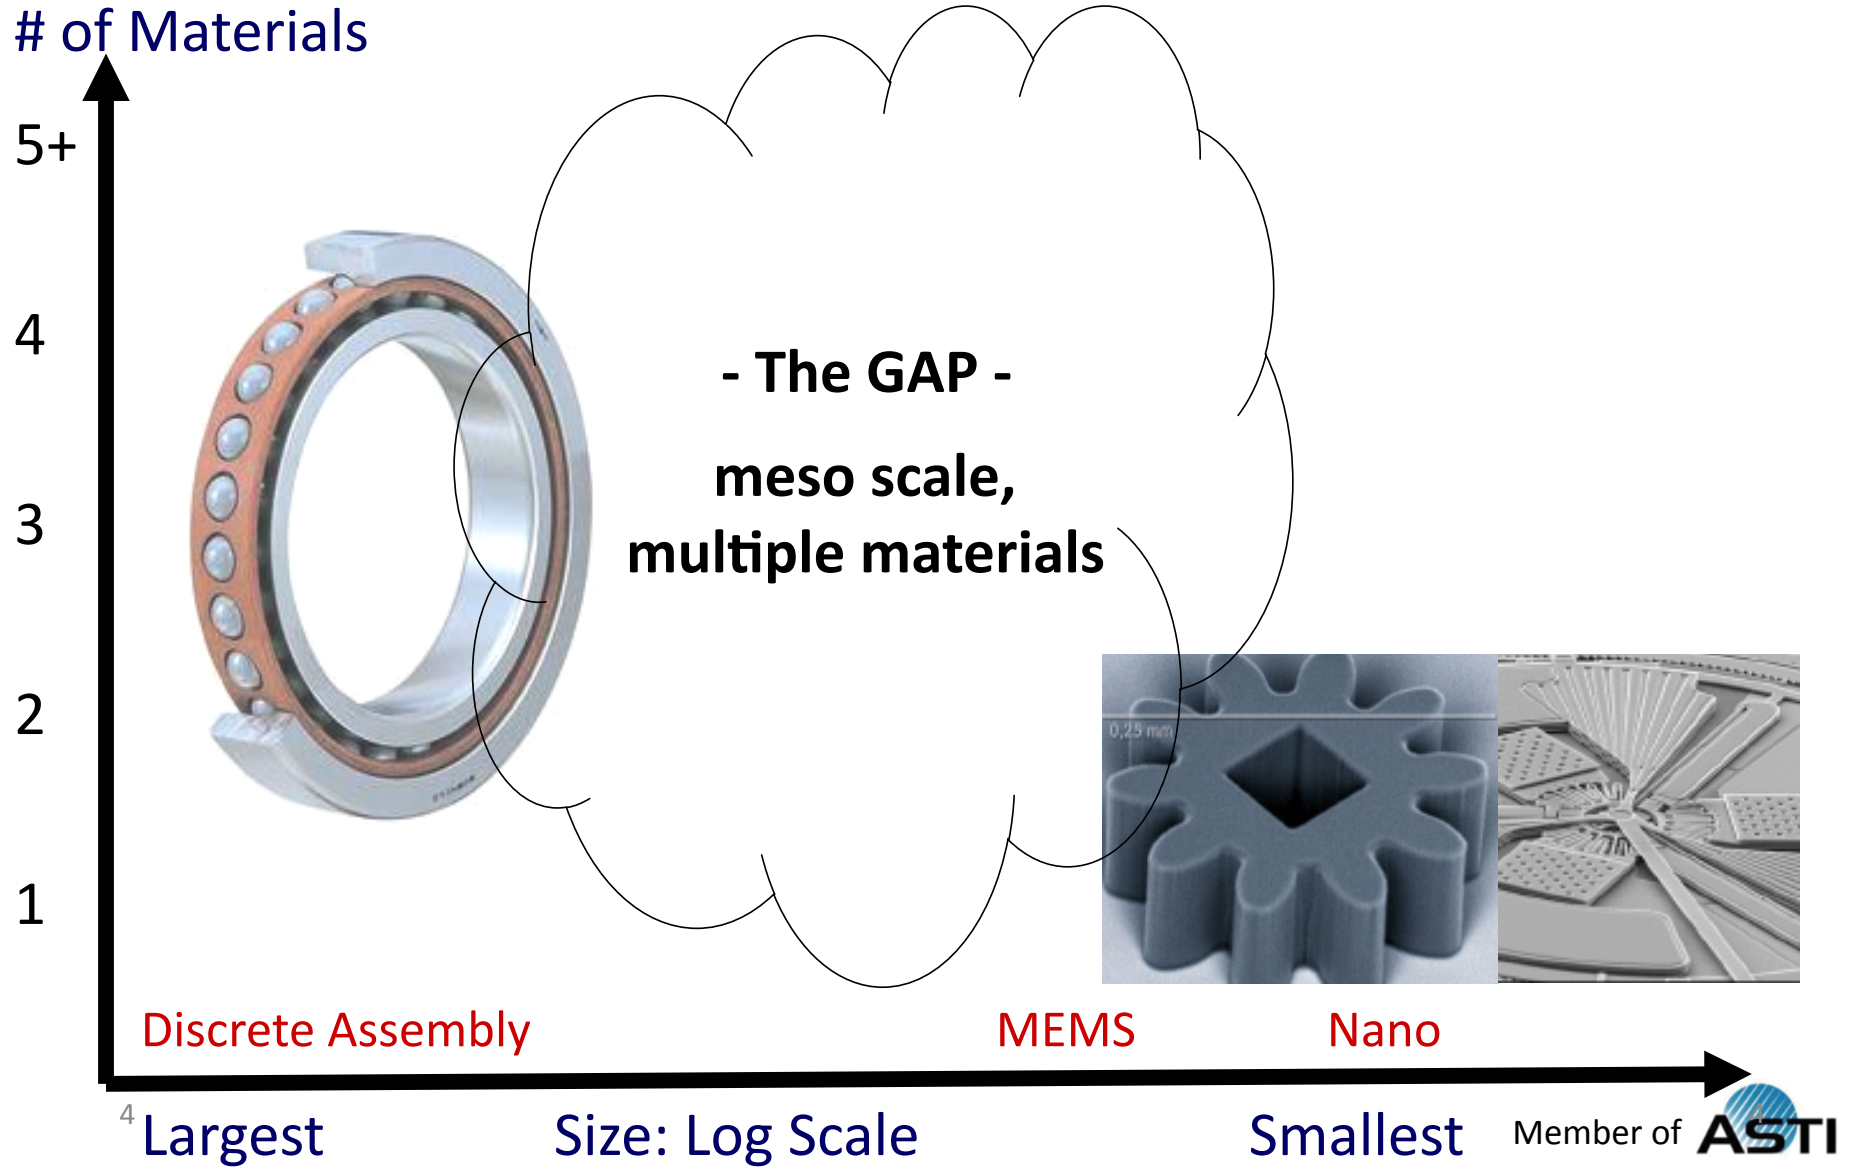 # of Materials
5+
4
3
2
1
- The GAP -
meso scale,
multiple materials
0,25 mm
Discrete Assembly
MEMS
Nano
4
Largest
Size: Log Scale
Smallest
Member of
ASTI
4